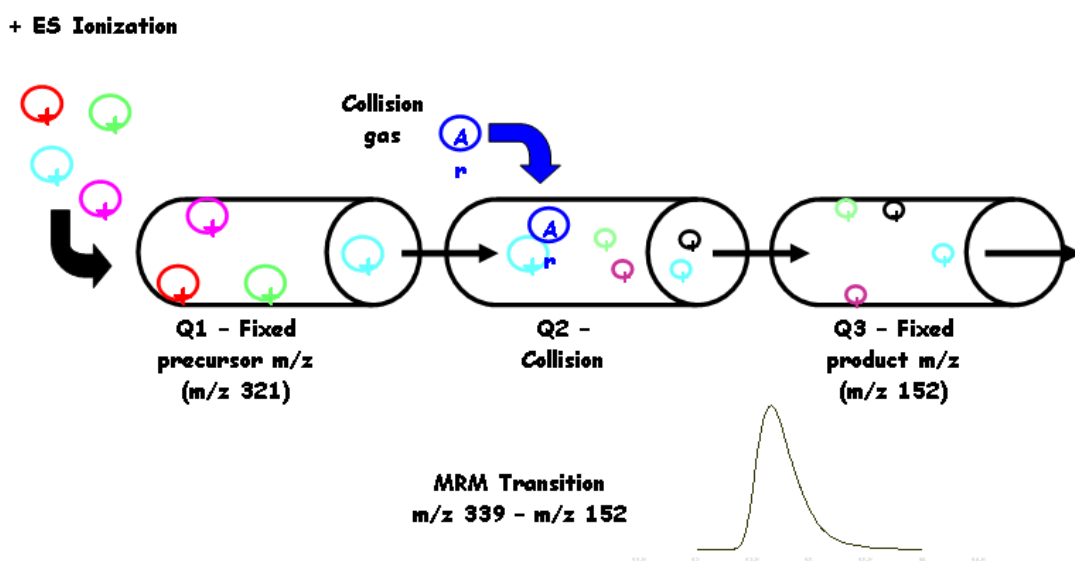 + ES Ionization
Collision
gas
A
r
A
r
Q1 - Fixed
precursor m/z
(m/z 321)
Q2 -
Collision
Q3 - Fixed
product m/z
(m/z 152)
MRM Transition
m/z 339 - m/z 152